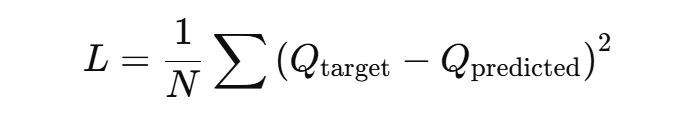 L = \frac{1}{N} \sum (Q_{\text{target}} - Q_{\text{predicted}})^2